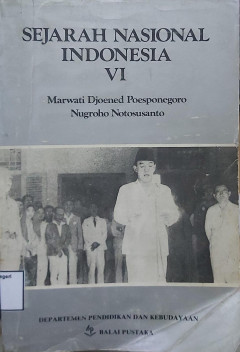 SEJARAH NASIONAL
INDONESIA
VI
Marwati Djoened Poesponegoro
Nugroho Notosusanto
DEPARTEMEN PENDIDIKAN DAN KEBUDAYAAN
BALAI PUSTAKA